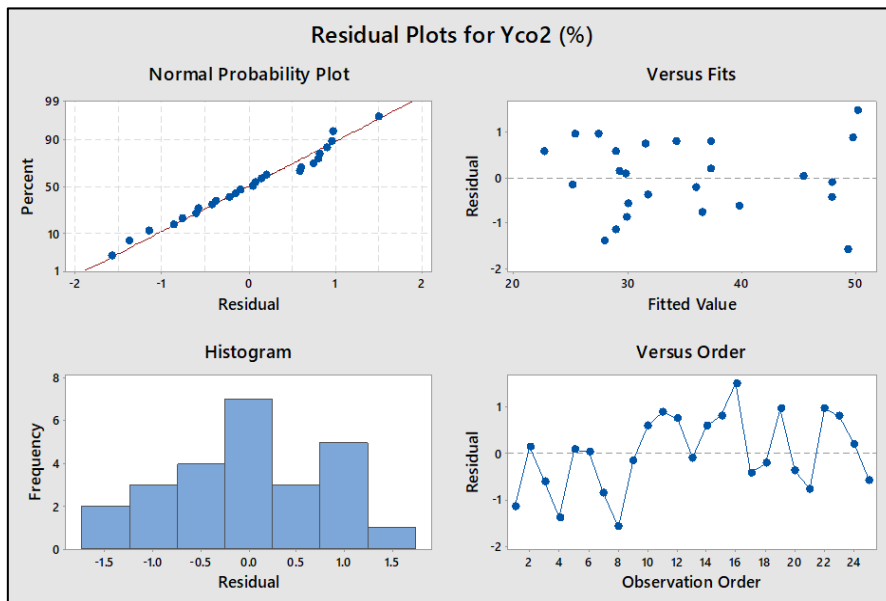 Residual Plots for Yco2 (%)
Normal Probability Plot
99
90
50
10
1
Percent
-2 -1 0 1 2
Residual
Versus Fits
1
0
-1
-2
Residual
20 30 40 50
Fitted Value
Histogram
8
6
4
2
0
Frequency
-1.5 -1.0 -0.5 0.0 0.5 1.0 1.5
Residual
Versus Order
1
0
-1
-2
Residual
2 4 6 8 10 12 14 16 18 20 22 24
Observation Order